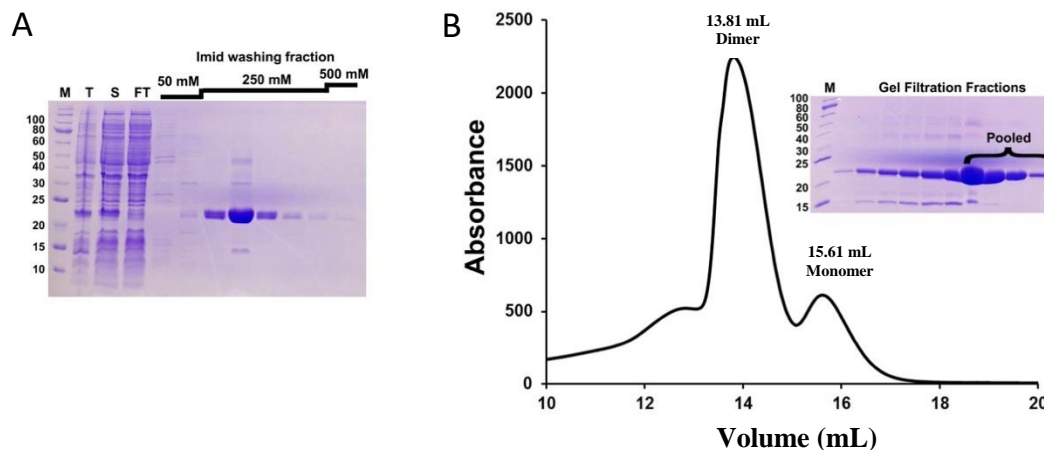 A
Imid washing fraction
50 mM
250 mM
500 mM
M T S FT
100
80
60
50
40
30
25
20
15
10
B
13.81 mL
Dimer
15.61 mL
Monomer
Absorbance
2500
2000
1500
1000
500
0
10 12 14 16 18 20
Volume (mL)
M Gel Filtration Fractions
Pooled
100
80
60
50
40
30
25
20
15